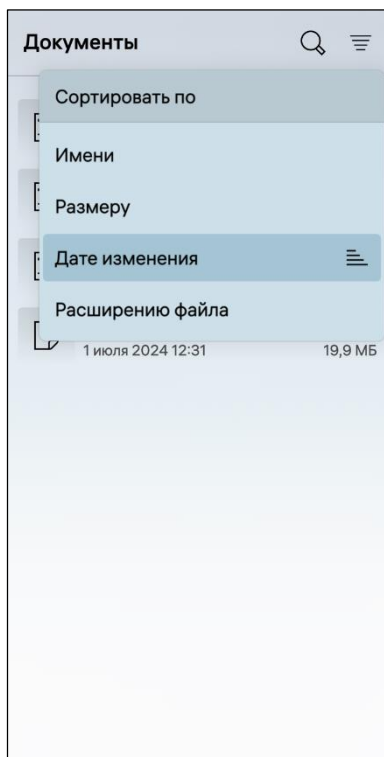 Документы
Сортировать по
Имени
Размеру
Дате изменения
Расширению файла
1 июля 2024 12:31 19,9 МБ